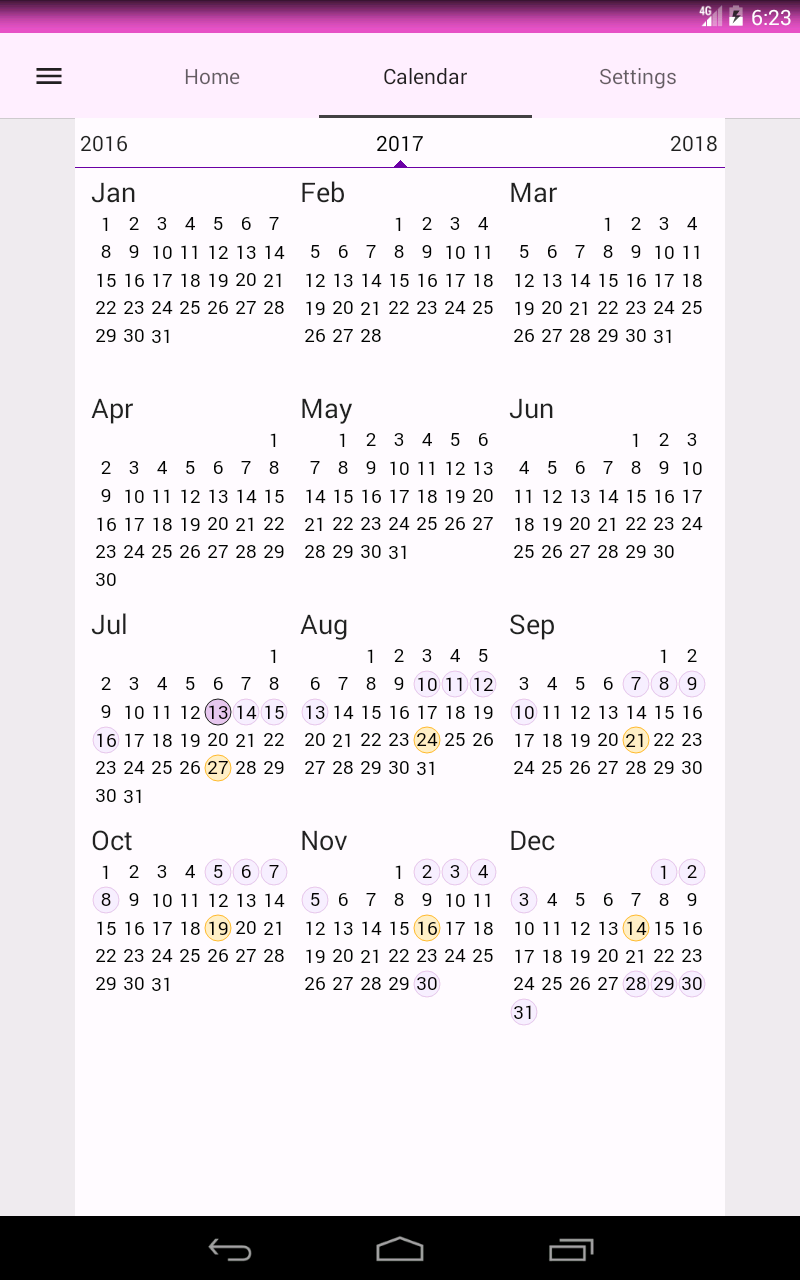 4G 6:23
Home Calendar Settings
2016 2017 2018
Jan Feb Mar
1 2 3 4 5 6 7 1 2 3 4 1 2 3 4
8 9 10 11 12 13 14 5 6 7 8 9 10 11 5 6 7 8 9 10 11
15 16 17 18 19 20 21 12 13 14 15 16 17 18 12 13 14 15 16 17 18
22 23 24 25 26 27 28 19 20 21 22 23 24 25 19 20 21 22 23 24 25
29 30 31 26 27 28 26 27 28 29 30 31
Apr May Jun
1 1 2 3 4 5 6 1 2 3
2 3 4 5 6 7 8 7 8 9 10 11 12 13 4 5 6 7 8 9 10
9 10 11 12 13 14 15 14 15 16 17 18 19 20 11 12 13 14 15 16 17
16 17 18 19 20 21 22 21 22 23 24 25 26 27 18 19 20 21 22 23 24
23 24 25 26 27 28 29 28 29 30 31 25 26 27 28 29 30
30
Jul Aug Sep
1 1 2 3 4 5 1 2
2 3 4 5 6 7 8 6 7 8 9 10 11 12 3 4 5 6 7 8 9
9 10 11 12 13 14 15 13 14 15 16 17 18 19 10 11 12 13 14 15 16
16 17 18 19 20 21 22 20 21 22 23 24 25 26 17 18 19 20 21 22 23
23 24 25 26 27 28 29 27 28 29 30 31 24 25 26 27 28 29 30
30 31
Oct Nov Dec
1 2 3 4 5 6 7 1 2 3 4 1 2
8 9 10 11 12 13 14 5 6 7 8 9 10 11 3 4 5 6 7 8 9
15 16 17 18 19 20 21 12 13 14 15 16 17 18 10 11 12 13 14 15 16
22 23 24 25 26 27 28 19 20 21 22 23 24 25 17 18 19 20 21 22 23
29 30 31 26 27 28 29 30 24 25 26 27 28 29 30
31